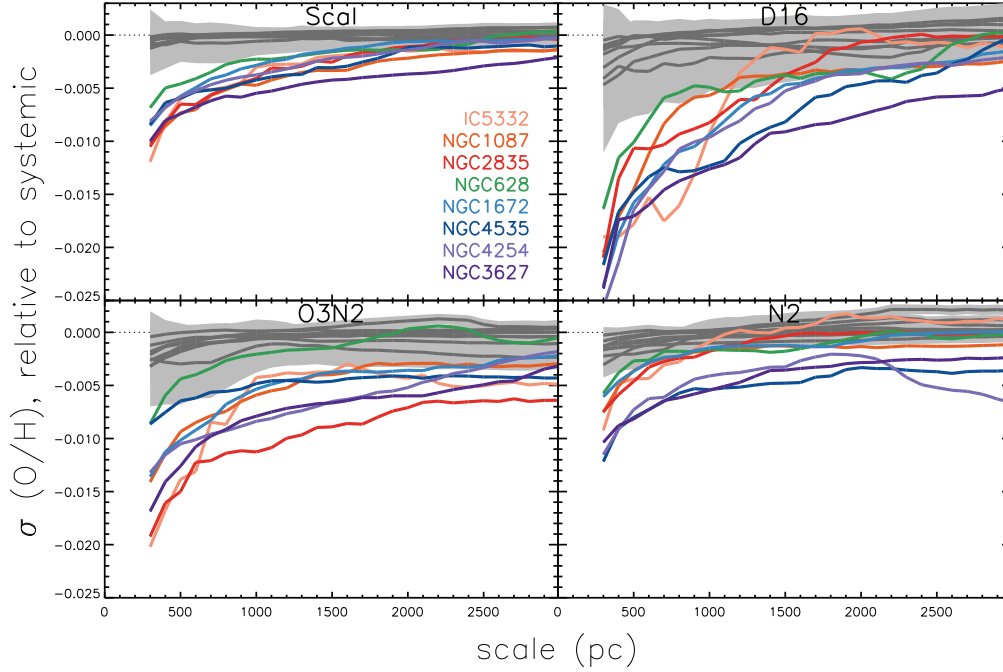 Scal
D16
0.000
−0.005
−0.010
−0.015
−0.020
−0.025
IC5332
NGC1087
NGC2835
NGC628
NGC1672
NGC4535
NGC4254
NGC3627
O3N2
N2
0.000
−0.005
−0.010
−0.015
−0.020
−0.025
0 500 1000 1500 2000 2500 0 500 1000 1500 2000 2500
scale (pc)
σ (O/H), relative to systemic